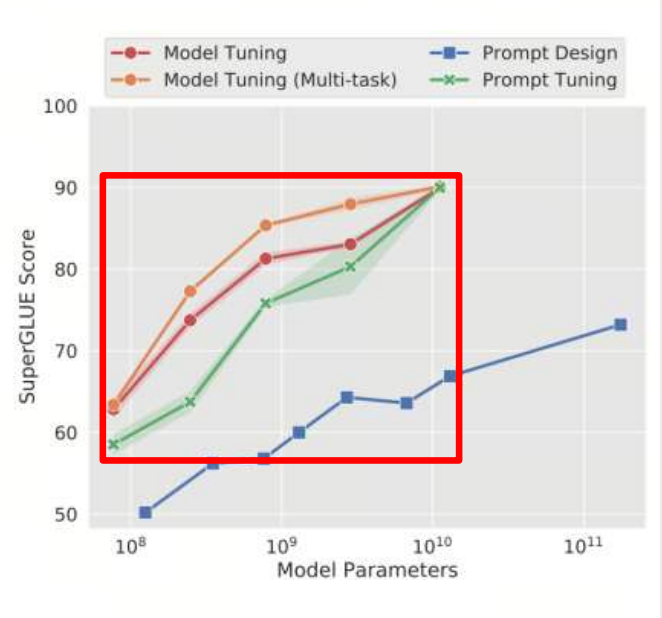 Model Tuning
Model Tuning (Multi-task)
Prompt Design
Prompt Tuning
100
90
80
70
60
50
SuperGLUE Score
10⁸
10⁹
10¹⁰
10¹¹
Model Parameters